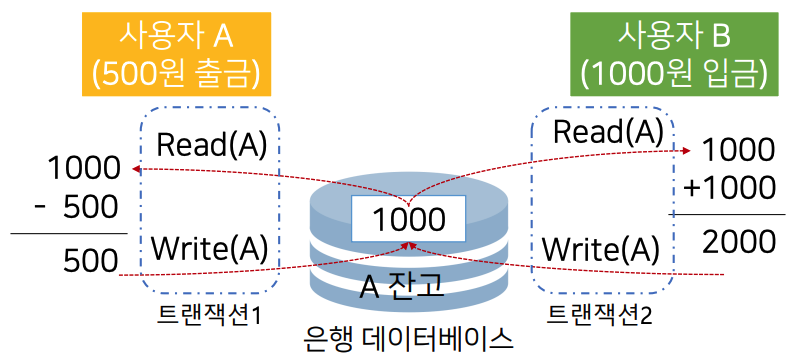 사용자 A
(500원 출금)
사용자 B
(1000원 입금)
Read(A)
1000
- 500
500
Write(A)
트랜잭션1
1000
A 잔고
은행 데이터베이스
Read(A)
1000
+1000
2000
Write(A)
트랜잭션2